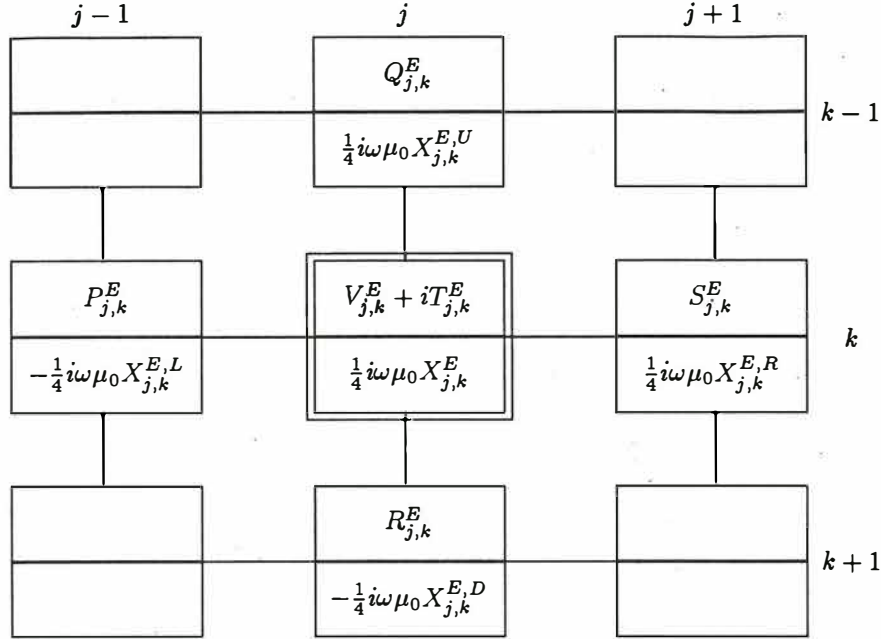 j − 1 j j + 1
Q^E_{j,k}
k − 1
¼iωμ₀X^{E,U}_{j,k}
P^E_{j,k} V^E_{j,k} + iT^E_{j,k} S^E_{j,k}
k
−¼iωμ₀X^{E,L}_{j,k} ¼iωμ₀X^E_{j,k} ¼iωμ₀X^{E,R}_{j,k}
R^E_{j,k}
k + 1
−¼iωμ₀X^{E,D}_{j,k}